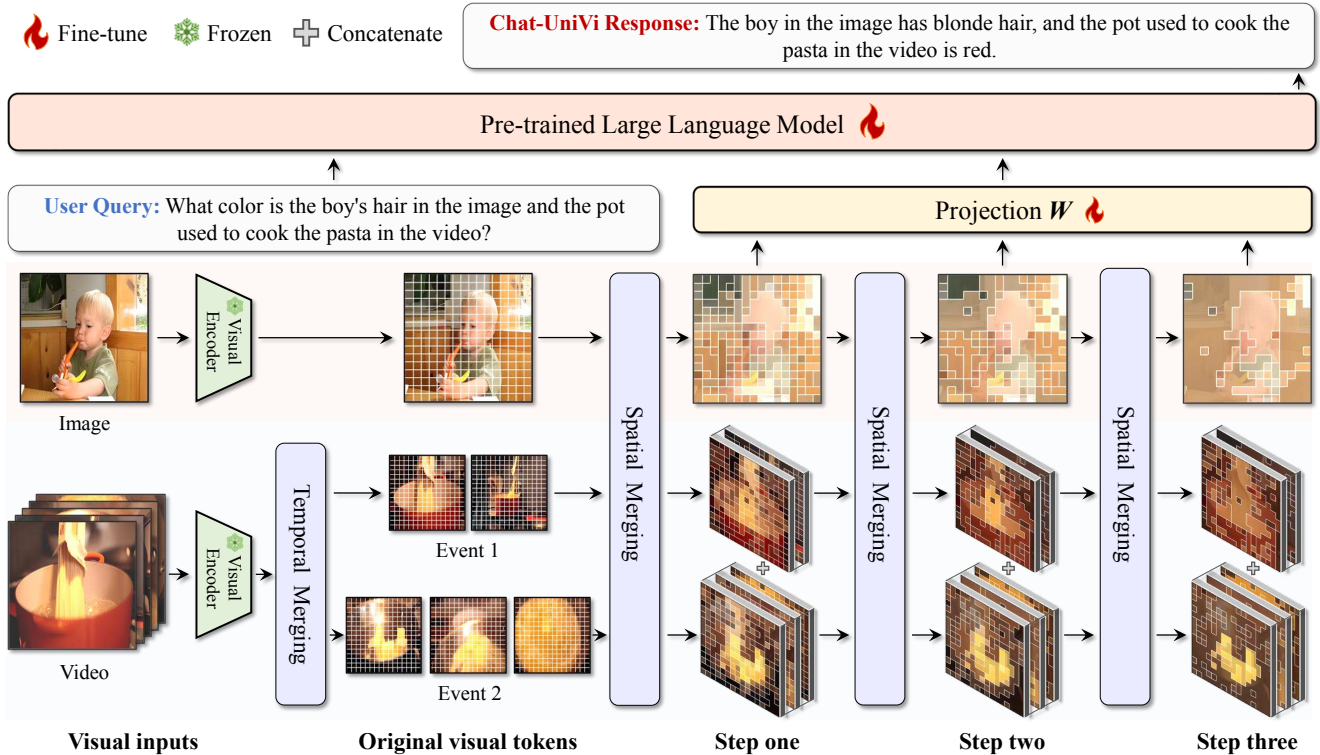 Fine-tune
Frozen
Concatenate
Chat-UniVi Response: The boy in the image has blonde hair, and the pot used to cook the
pasta in the video is red.
Pre-trained Large Language Model
User Query: What color is the boy's hair in the image and the pot
used to cook the pasta in the video?
Projection W
Visual
Encoder
Image
Spatial Merging
Spatial Merging
Spatial Merging
Visual
Encoder
Temporal Merging
Event 1
Event 2
Video
Visual inputs
Original visual tokens
Step one
Step two
Step three